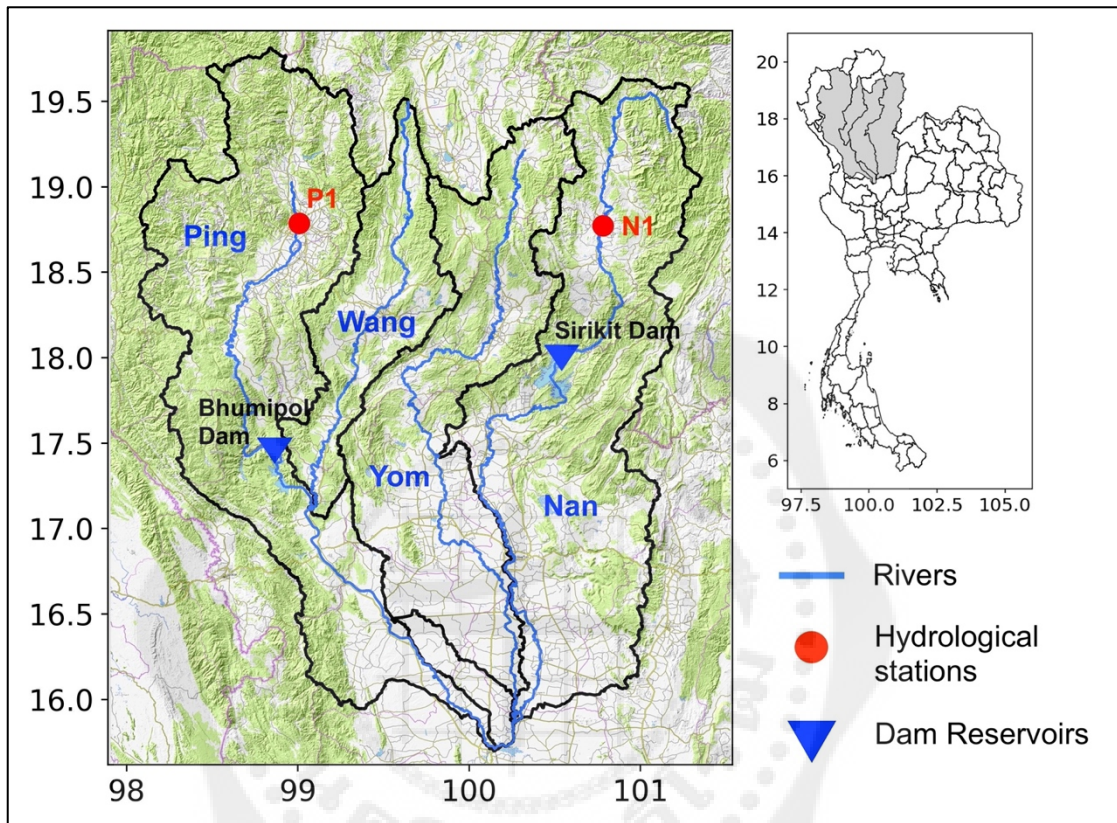 19.5
19.0
18.5
18.0
17.5
17.0
16.5
16.0
98
99
100
101
P1
N1
Ping
Wang
Sirikit Dam
Bhumipol
Dam
Yom
Nan
20
18
16
14
12
10
8
6
97.5
100.0
102.5
105.0
Rivers
Hydrological
stations
Dam Reservoirs